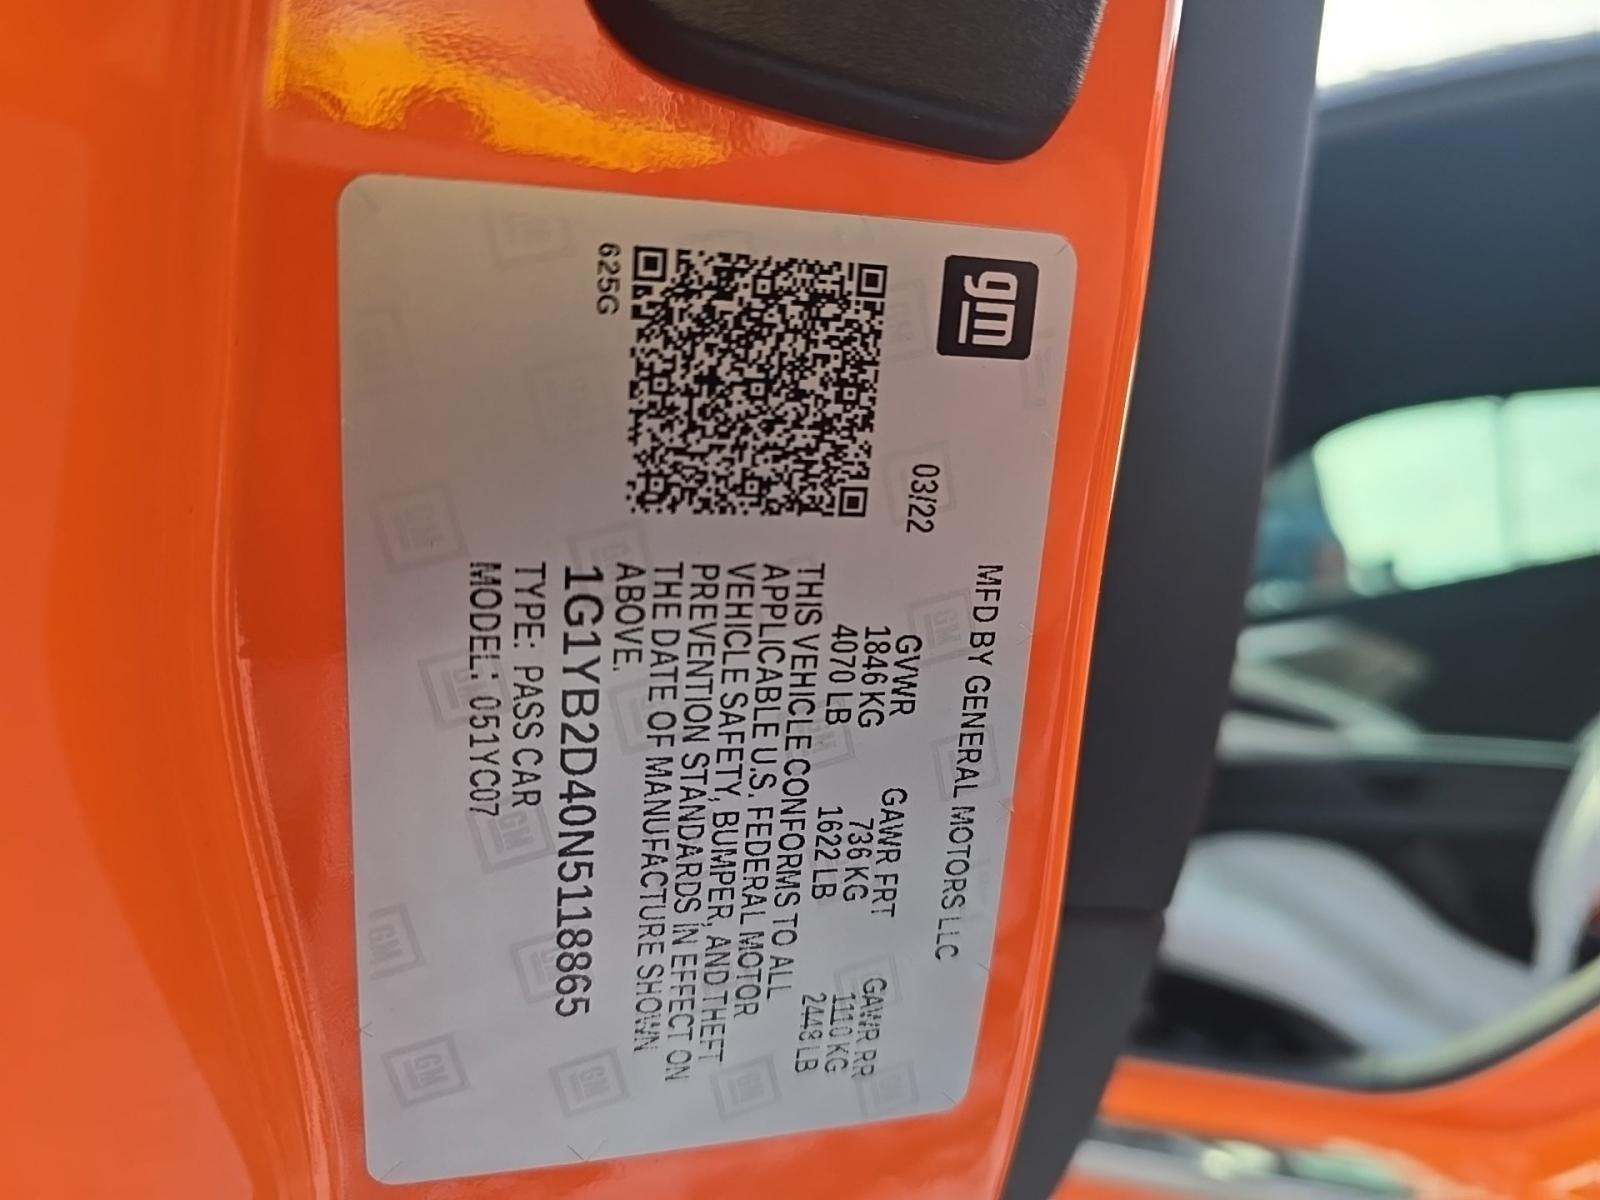 gm
MFD BY GENERAL MOTORS LLC
03/22
GVWR GAWR FRT GAWR RR
1846 KG 736 KG 1110 KG
4070 LB 1622 LB 2448 LB
THIS VEHICLE CONFORMS TO ALL
APPLICABLE U.S. FEDERAL MOTOR
VEHICLE SAFETY, BUMPER, AND THEFT
PREVENTION STANDARDS IN EFFECT ON
THE DATE OF MANUFACTURE SHOWN
ABOVE.
625G
1G1YB2D40N5118865
TYPE: PASS CAR
MODEL: 051YC07